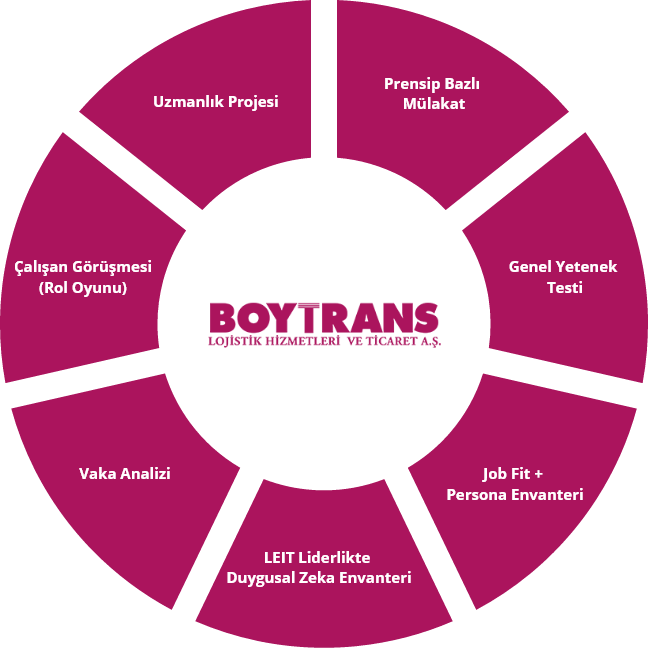 Prensip Bazlı
Mülakat
Genel Yetenek
Testi
Job Fit +
Persona Envanteri
LEIT Liderlikte
Duygusal Zeka Envanteri
Vaka Analizi
Çalışan Görüşmesi
(Rol Oyunu)
Uzmanlık Projesi
BOYTRANS
LOJİSTİK HİZMETLERİ VE TİCARET A.Ş.